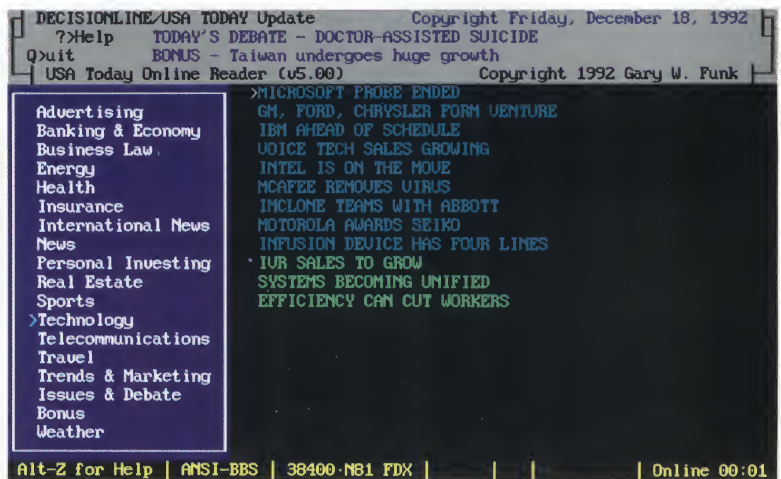 DECISIONLINE/USA TODAY Update Copyright Friday, December 18, 1992
?>Help TODAY'S DEBATE - DOCTOR-ASSISTED SUICIDE
Q>uit BONUS - Taiwan undergoes huge growth
USA Today Online Reader (v5.00) Copyright 1992 Gary W. Funk
Advertising
Banking & Economy
Business Law
Energy
Health
Insurance
International News
News
Personal Investing
Real Estate
Sports
>Technology
Telecommunications
Travel
Trends & Marketing
Issues & Debate
Bonus
Weather
>MICROSOFT PROBE ENDED
GM, FORD, CHRYSLER FORM VENTURE
IBM AHEAD OF SCHEDULE
VOICE TECH SALES GROWING
INTEL IS ON THE MOVE
MCAFEE REMOVES VIRUS
IMCLONE TEAMS WITH ABBOTT
MOTOROLA AWARDS SEIKO
INFUSION DEVICE HAS FOUR LINES
IVR SALES TO GROW
SYSTEMS BECOMING UNIFIED
EFFICIENCY CAN CUT WORKERS
Alt-Z for Help | ANSI-BBS | 38400·N81 FDX | | | | Online 00:01